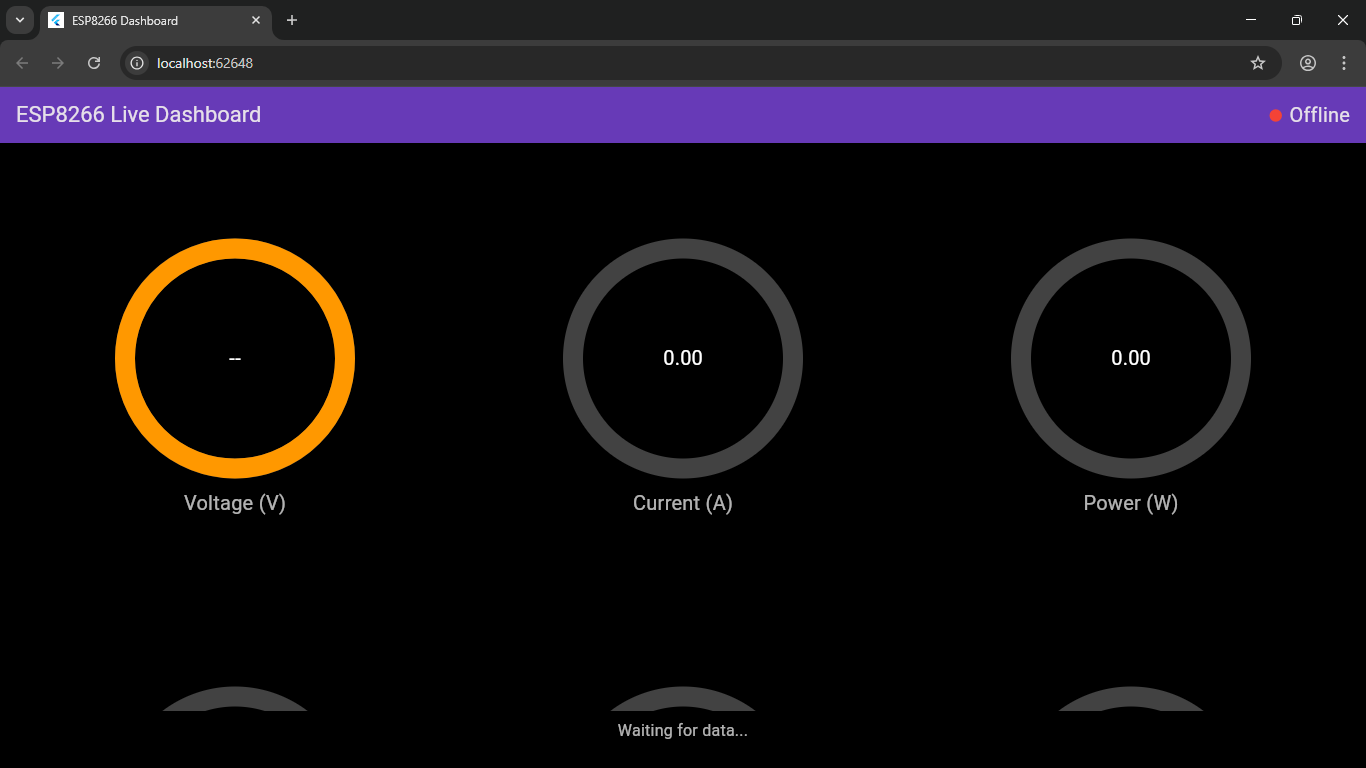 ESP8266 Dashboard
localhost:62648
ESP8266 Live Dashboard
Offline
--
0.00
0.00
Voltage (V)
Current (A)
Power (W)
Waiting for data...